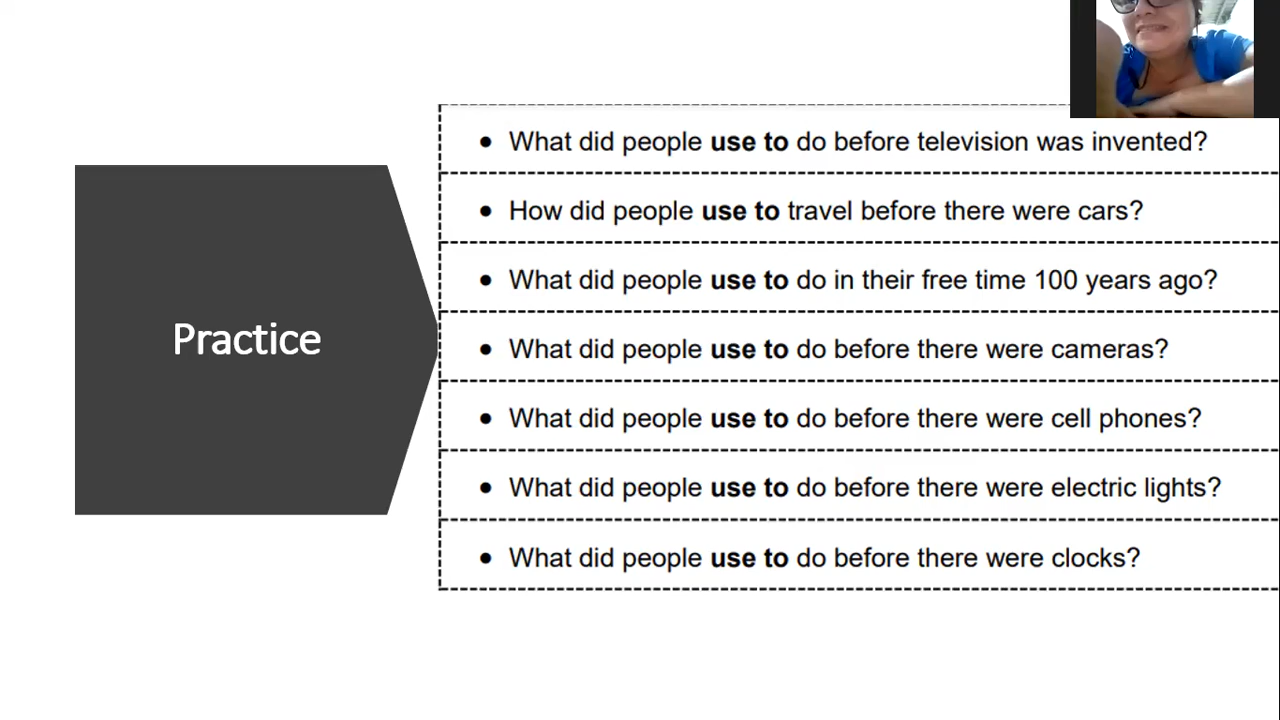 Practice
• What did people use to do before television was invented?
• How did people use to travel before there were cars?
• What did people use to do in their free time 100 years ago?
• What did people use to do before there were cameras?
• What did people use to do before there were cell phones?
• What did people use to do before there were electric lights?
• What did people use to do before there were clocks?